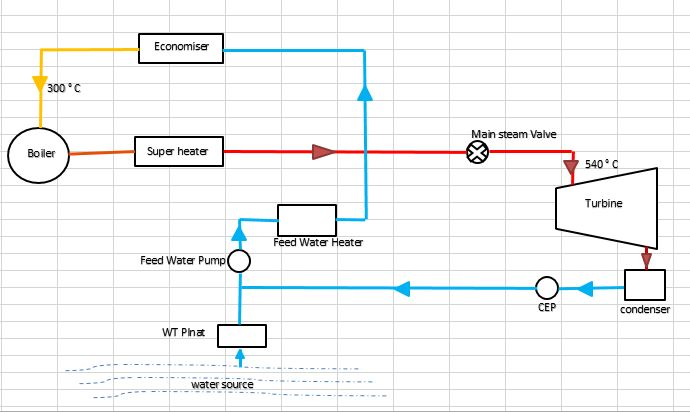 Economiser
300 ° C
Main steam Valve
Boiler
Super heater
540 ° C
Turbine
Feed Water Heater
Feed Water Pump
CEP
condenser
WT Plnat
water source